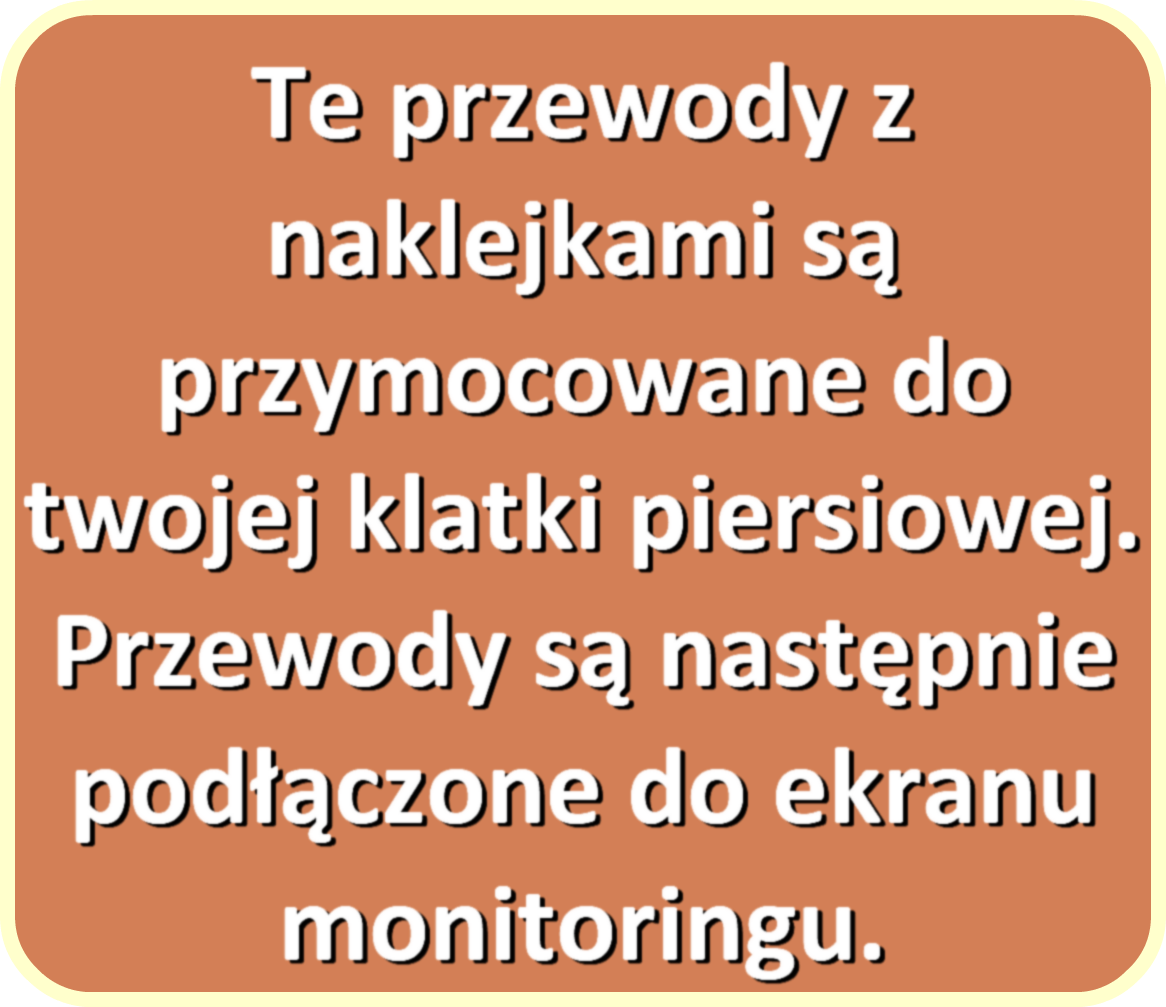 Te przewody z
naklejkami są
przymocowane do
twojej klatki piersiowej.
Przewody są następnie
podłączone do ekranu
monitoringu.